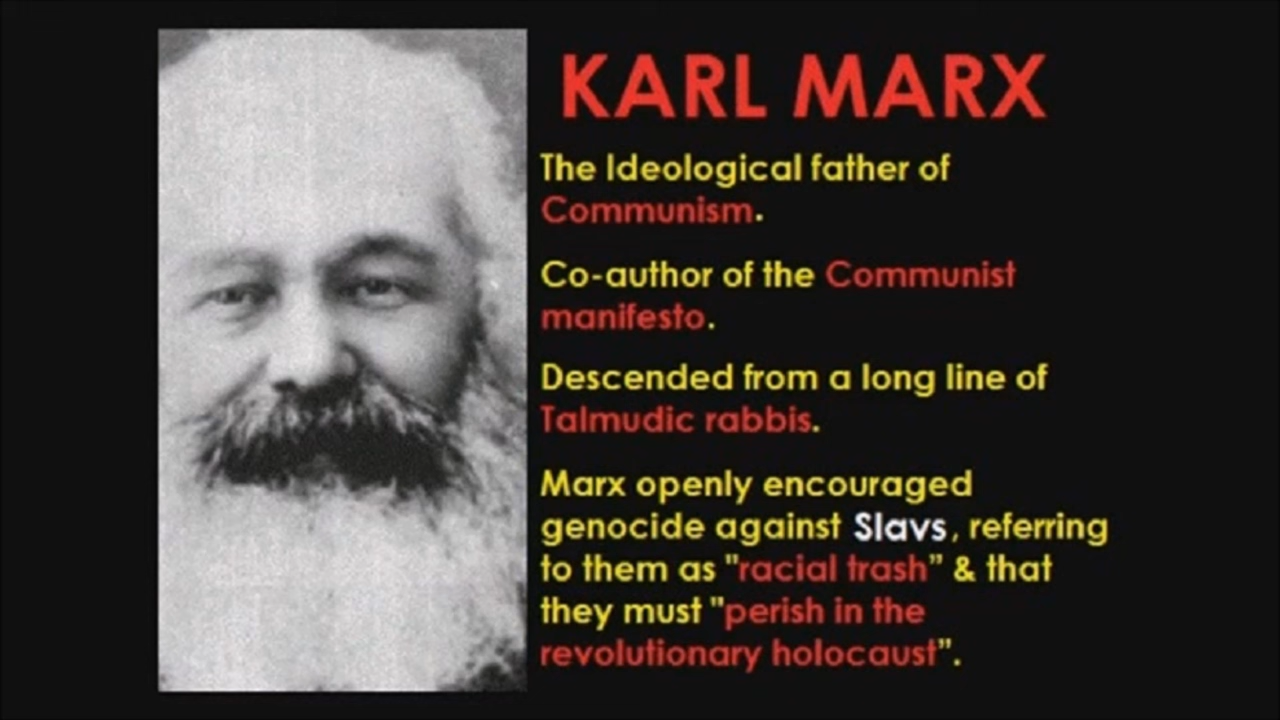 KARL MARX
The Ideological father of
Communism.
Co-author of the Communist
manifesto.
Descended from a long line of
Talmudic rabbis.
Marx openly encouraged
genocide against Slavs, referring
to them as "racial trash" & that
they must "perish in the
revolutionary holocaust".